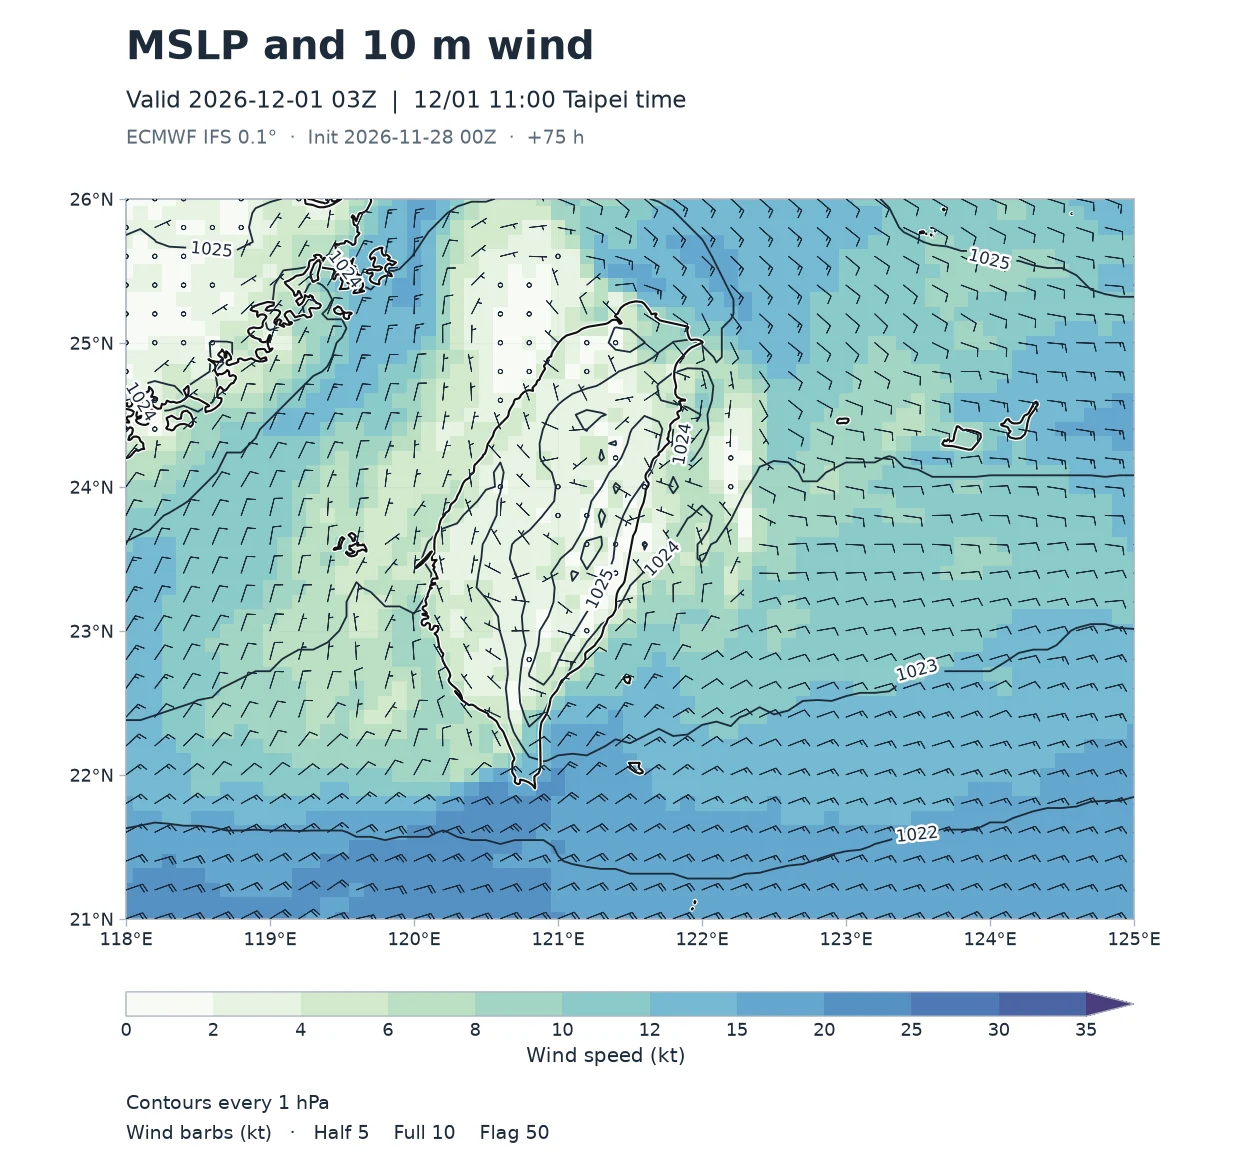 MSLP and 10 m wind
Valid 2026-12-01 03Z | 12/01 11:00 Taipei time
ECMWF IFS 0.1° · Init 2026-11-28 00Z · +75 h
26°N
25°N
24°N
23°N
22°N
21°N
1025
1024
1025
1024
1024
1024
1025
1023
1022
118°E 119°E 120°E 121°E 122°E 123°E 124°E 125°E
0 2 4 6 8 10 12 15 20 25 30 35
Wind speed (kt)
Contours every 1 hPa
Wind barbs (kt) · Half 5 Full 10 Flag 50